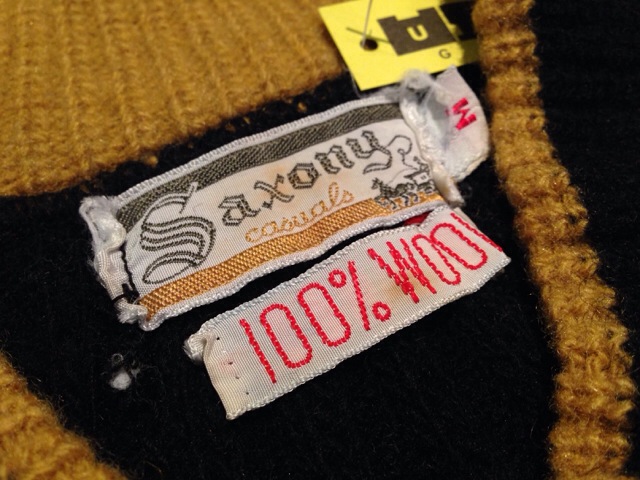 U
G
M
Saxony
casuals
100% WOOL